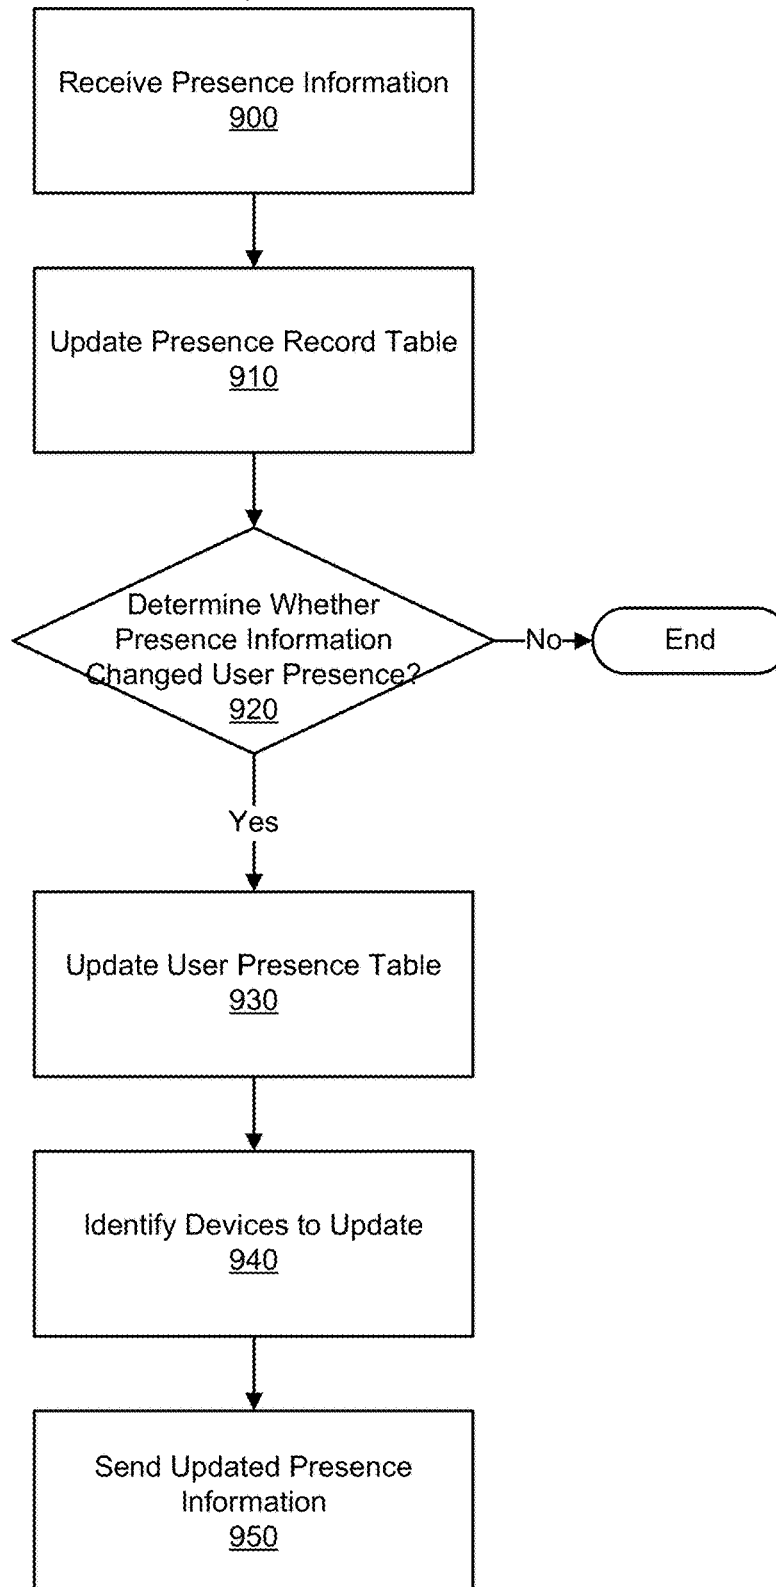 Receive Presence Information
900
Update Presence Record Table
910
Determine Whether
Presence Information
Changed User Presence?
920
No
End
Yes
Update User Presence Table
930
Identify Devices to Update
940
Send Updated Presence
Information
950